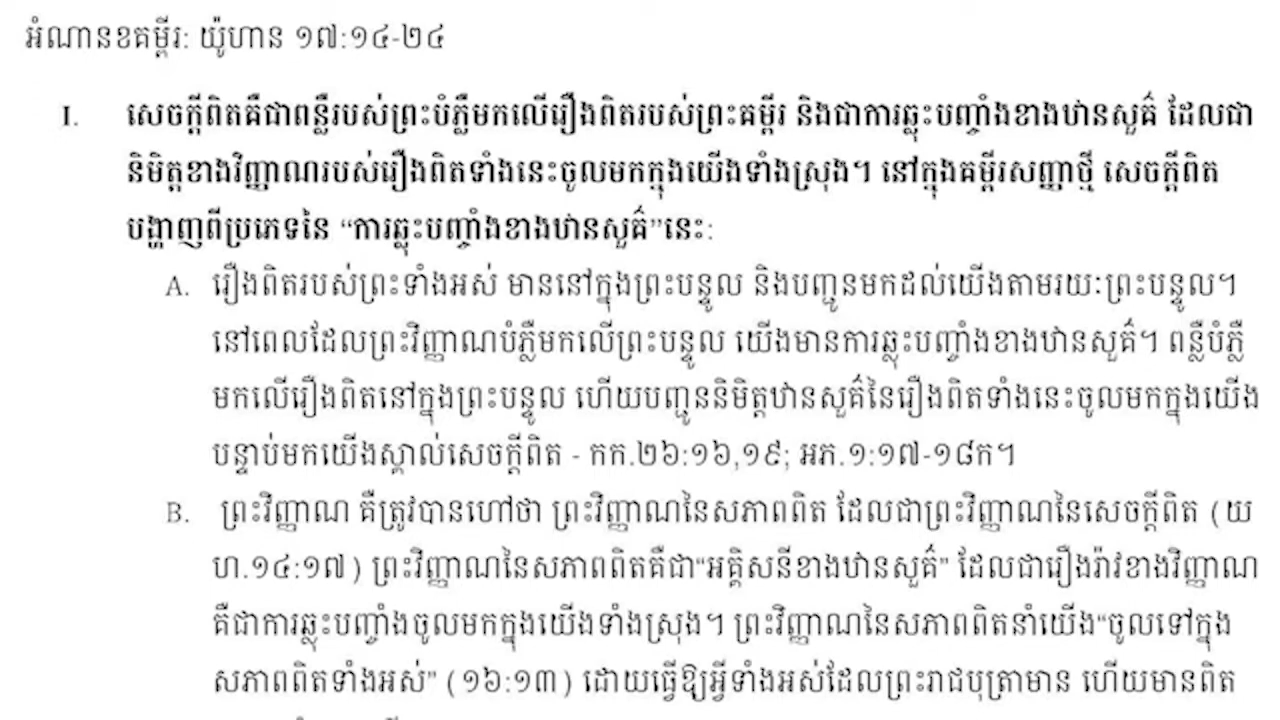 អំណានខគម្ពីរ: យ៉ូហាន ១៧:១៤-២៤
I. សេចក្ដីពិតគឺជាពន្លឺរបស់ព្រះបំភ្លឺមកលើរឿងពិតរបស់ព្រះគម្ពីរ និងជាការឆ្លុះបញ្ចាំងខាងឋានសួគ៌ ដែលជា
និមិត្តខាងវិញ្ញាណរបស់រឿងពិតទាំងនេះចូលមកក្នុងយើងទាំងស្រុង។ នៅក្នុងគម្ពីរសញ្ញាថ្មី សេចក្ដីពិត
បង្ហាញពីប្រភេទនៃ “ការឆ្លុះបញ្ចាំងខាងឋានសួគ៌”នេះ:
A. រឿងពិតរបស់ព្រះទាំងអស់ មាននៅក្នុងព្រះបន្ទូល និងបញ្ជូនមកដល់យើងតាមរយៈព្រះបន្ទូល។
នៅពេលដែលព្រះវិញ្ញាណបំភ្លឺមកលើព្រះបន្ទូល យើងមានការឆ្លុះបញ្ចាំងខាងឋានសួគ៌។ ពន្លឺបំភ្លឺ
មកលើរឿងពិតនៅក្នុងព្រះបន្ទូល ហើយបញ្ជូននិមិត្តឋានសួគ៌នៃរឿងពិតទាំងនេះចូលមកក្នុងយើង
បន្ទាប់មកយើងស្គាល់សេចក្ដីពិត - កក.២៦:១៦,១៩; អភ.១:១៧-១៨ក។
B. ព្រះវិញ្ញាណ គឺត្រូវបានហៅថា ព្រះវិញ្ញាណនៃសភាពពិត ដែលជាព្រះវិញ្ញាណនៃសេចក្ដីពិត (យ
ហ.១៤:១៧) ព្រះវិញ្ញាណនៃសភាពពិតគឺជា“អគ្គិសនីខាងឋានសួគ៌” ដែលជារឿងរ៉ាវខាងវិញ្ញាណ
គឺជាការឆ្លុះបញ្ចាំងចូលមកក្នុងយើងទាំងស្រុង។ ព្រះវិញ្ញាណនៃសភាពពិតនាំយើង“ចូលទៅក្នុង
សភាពពិតទាំងអស់” (១៦:១៣) ដោយធ្វើឱ្យអ្វីទាំងអស់ដែលព្រះរាជបុត្រាមាន ហើយមានពិត